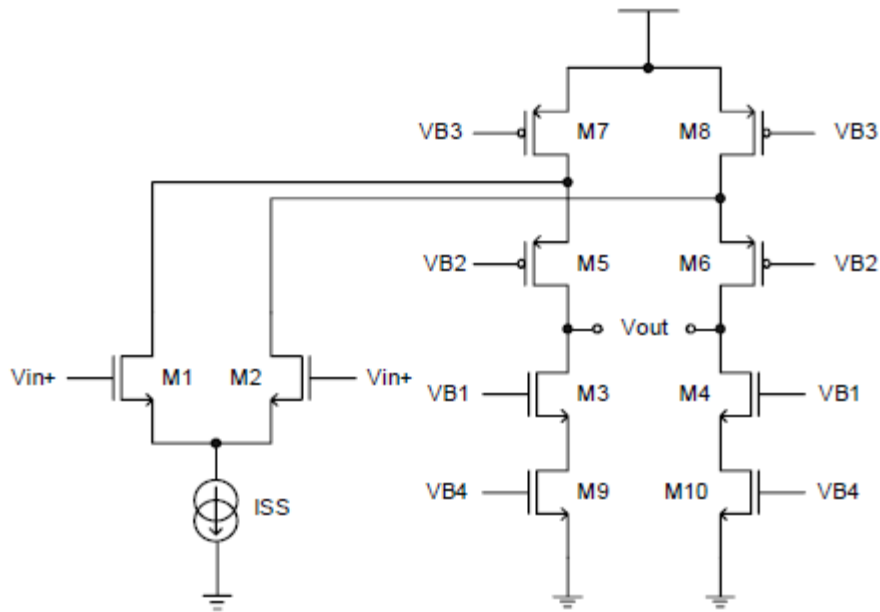 VB3 M7 M8 VB3
VB2 M5 M6 VB2
Vout
Vin+ M1 M2 Vin+
VB1 M3 M4 VB1
ISS
VB4 M9 M10 VB4